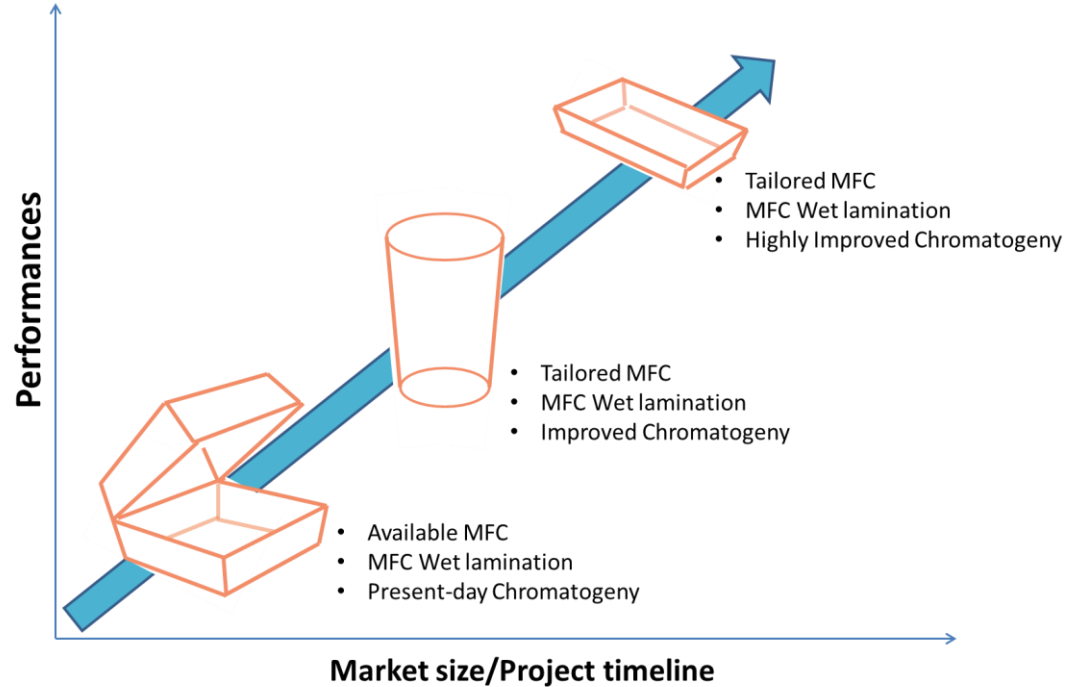 Performances
• Tailored MFC
• MFC Wet lamination
• Highly Improved Chromatogeny
• Tailored MFC
• MFC Wet lamination
• Improved Chromatogeny
• Available MFC
• MFC Wet lamination
• Present-day Chromatogeny
Market size/Project timeline